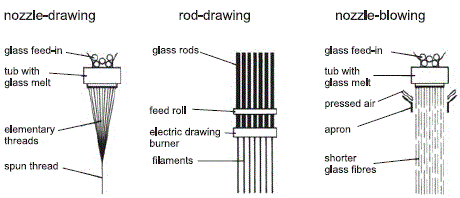 nozzle-drawing
glass feed-in
tub with
glass melt
elementary
threads
spun thread
rod-drawing
glass rods
feed roll
electric drawing
burner
filaments
nozzle-blowing
glass feed-in
tub with
glass melt
pressed air
apron
shorter
glass fibres